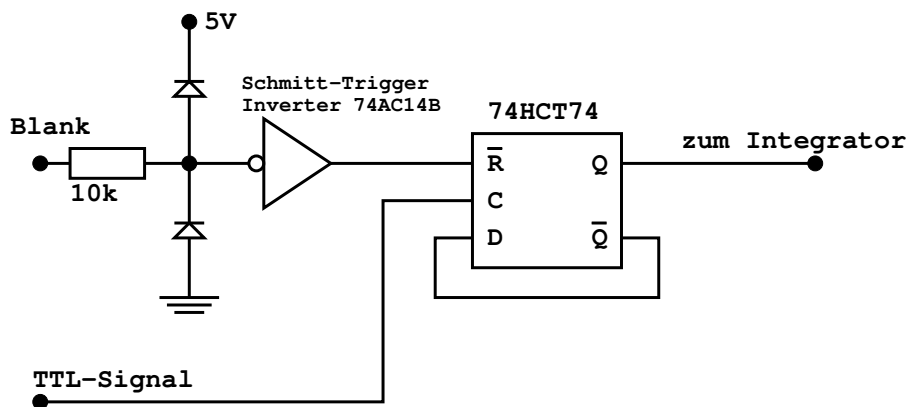 5V
Schmitt-Trigger
Inverter 74AC14B
Blank
10k
74HCT74
zum Integrator
R̅ Q
C
D Q̅
TTL-Signal